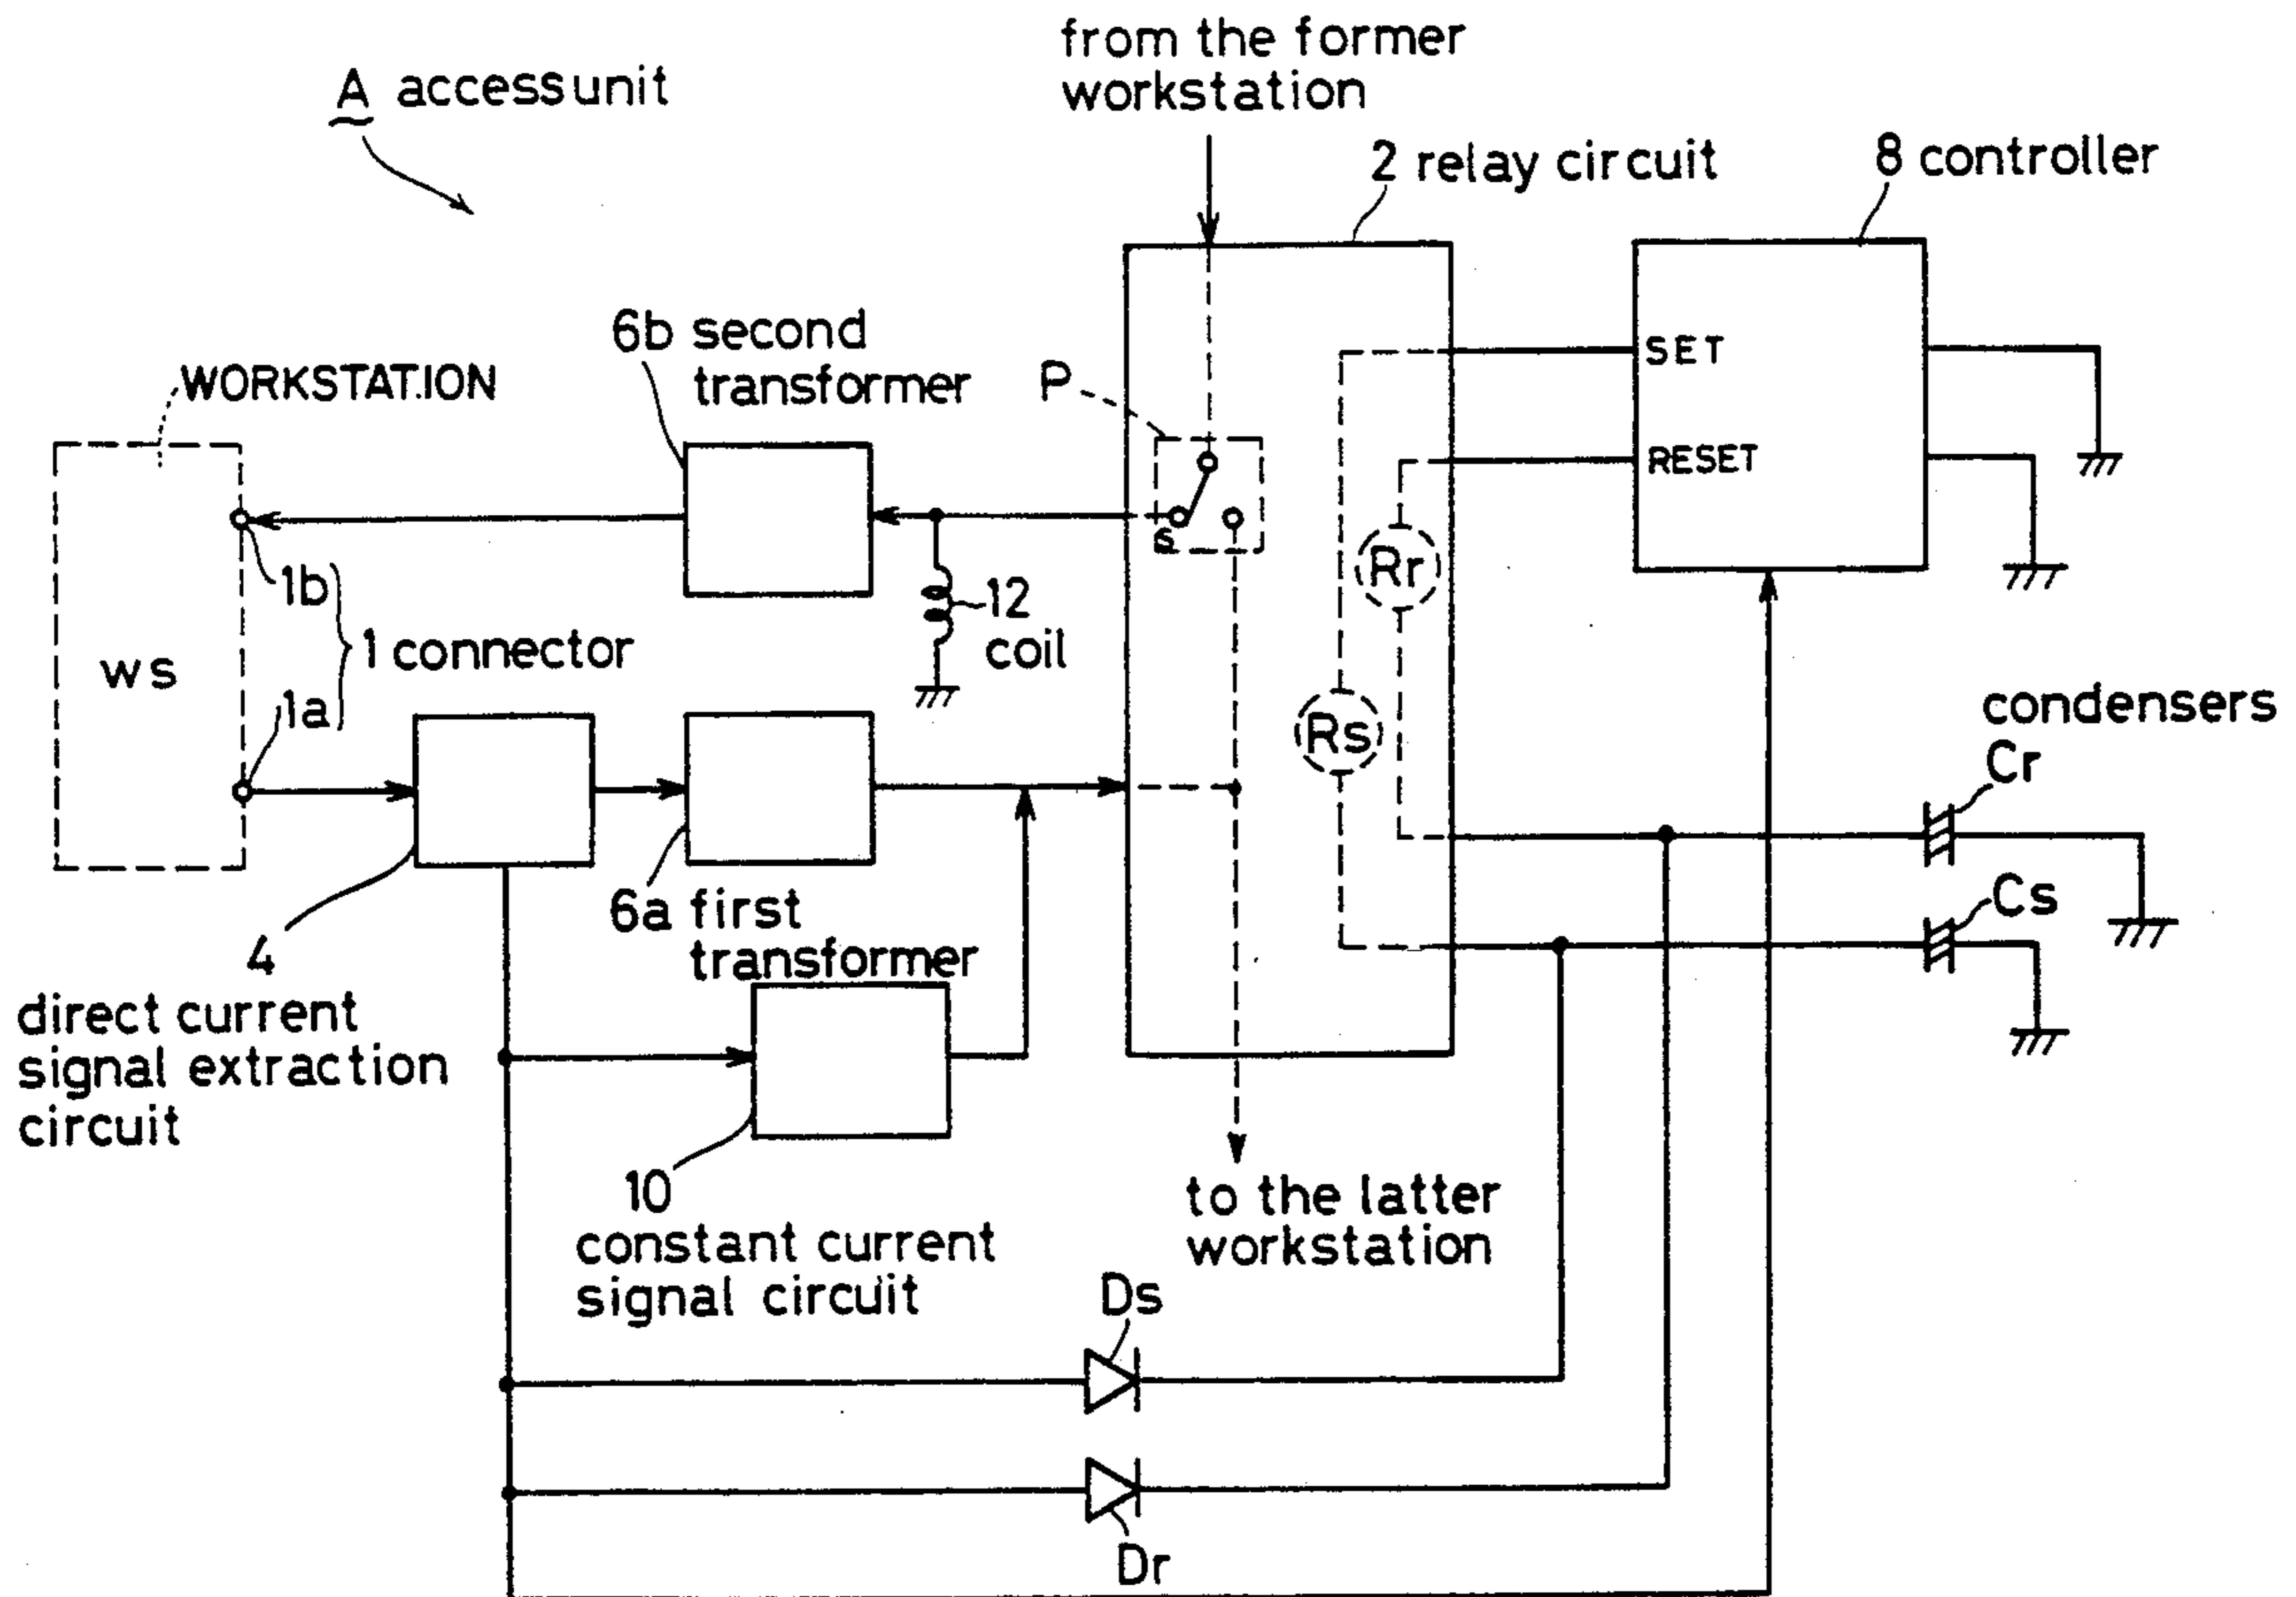 from the former
workstation
A access unit
2 relay circuit
8 controller
6b second
transformer
WORKSTATION
P
SET
RESET
S
1b
12
coil
Rr
1 connector
ws
1a
Rs
condensers
Cr
Cs
6a first
transformer
4
direct current
signal extraction
circuit
10
constant current
signal circuit
to the latter
workstation
Ds
Dr